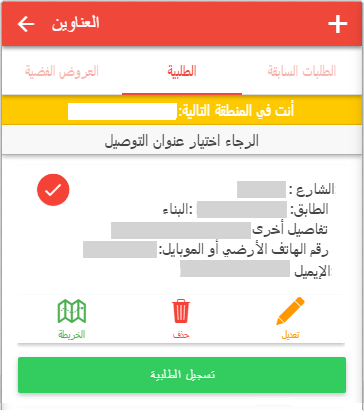 العناوين
الطلبات السابقة
الطلبية
العروض الفضية
أنت في المنطقة التالية:
الرجاء اختيار عنوان التوصيل
الشارع :
الطابق: البناء:
تفاصيل أخرى
رقم الهاتف الأرضي أو الموبايل:
الإيميل:
تعديل
حذف
الخريطة
تسجيل الطلبية